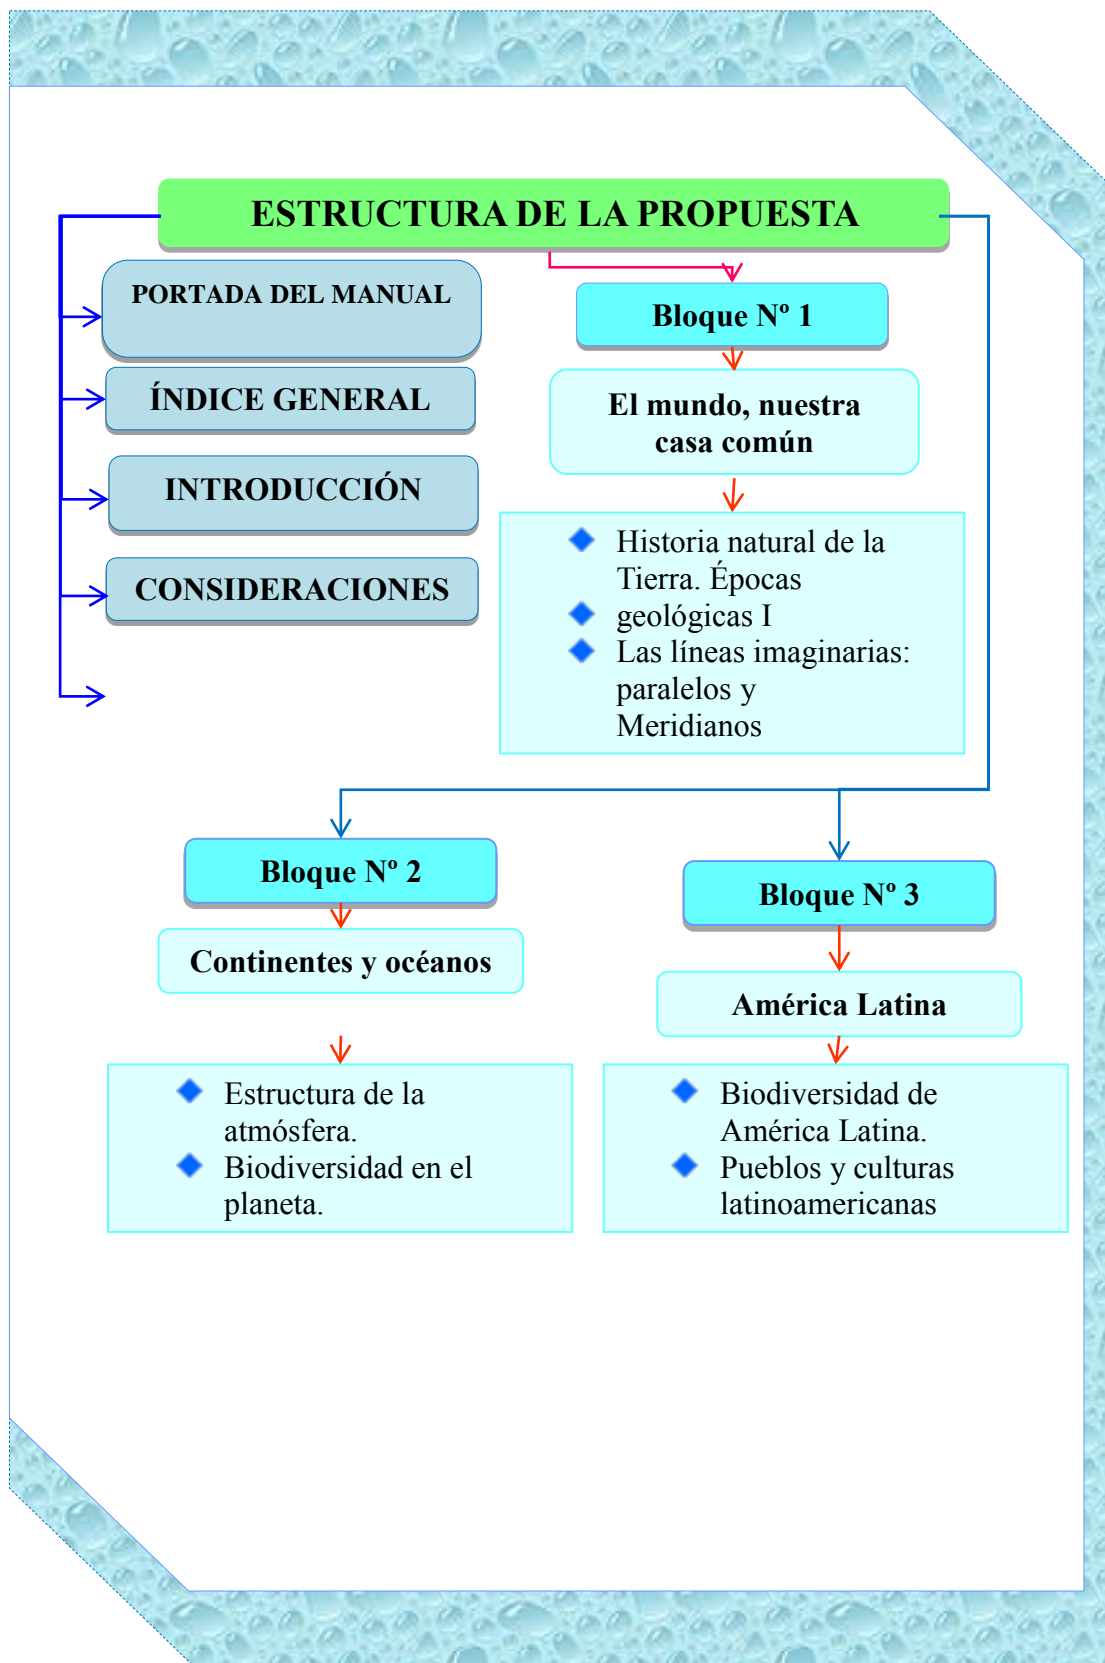 ESTRUCTURA DE LA PROPUESTA
PORTADA DEL MANUAL
ÍNDICE GENERAL
INTRODUCCIÓN
CONSIDERACIONES
Bloque Nº 1
El mundo, nuestra
casa común
Historia natural de la
Tierra. Épocas
geológicas I
Las líneas imaginarias:
paralelos y
Meridianos
Bloque Nº 2
Continentes y océanos
Estructura de la
atmósfera.
Biodiversidad en el
planeta.
Bloque Nº 3
América Latina
Biodiversidad de
América Latina.
Pueblos y culturas
latinoamericanas